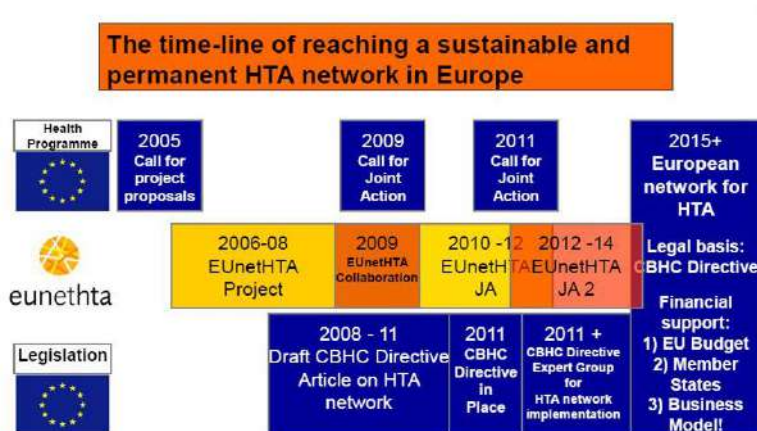 The time-line of reaching a sustainable and
permanent HTA network in Europe
Health
Programme
2005
Call for
project
proposals
2009
Call for
Joint
Action
2011
Call for
Joint
Action
2015+
European
network for
HTA
Legal basis:
CBHC Directive
Financial
support:
1) EU Budget
2) Member
States
3) Business
Model!
eunethta
2006-08
EUnetHTA
Project
2009
EUnetHTA
Collaboration
2010 -12
EUnetHTA
JA
2012 -14
EUnetHTA
JA 2
Legislation
2008 - 11
Draft CBHC Directive
Article on HTA
network
2011
CBHC
Directive
in
Place
2011 +
CBHC Directive
Expert Group
for
HTA network
implementation